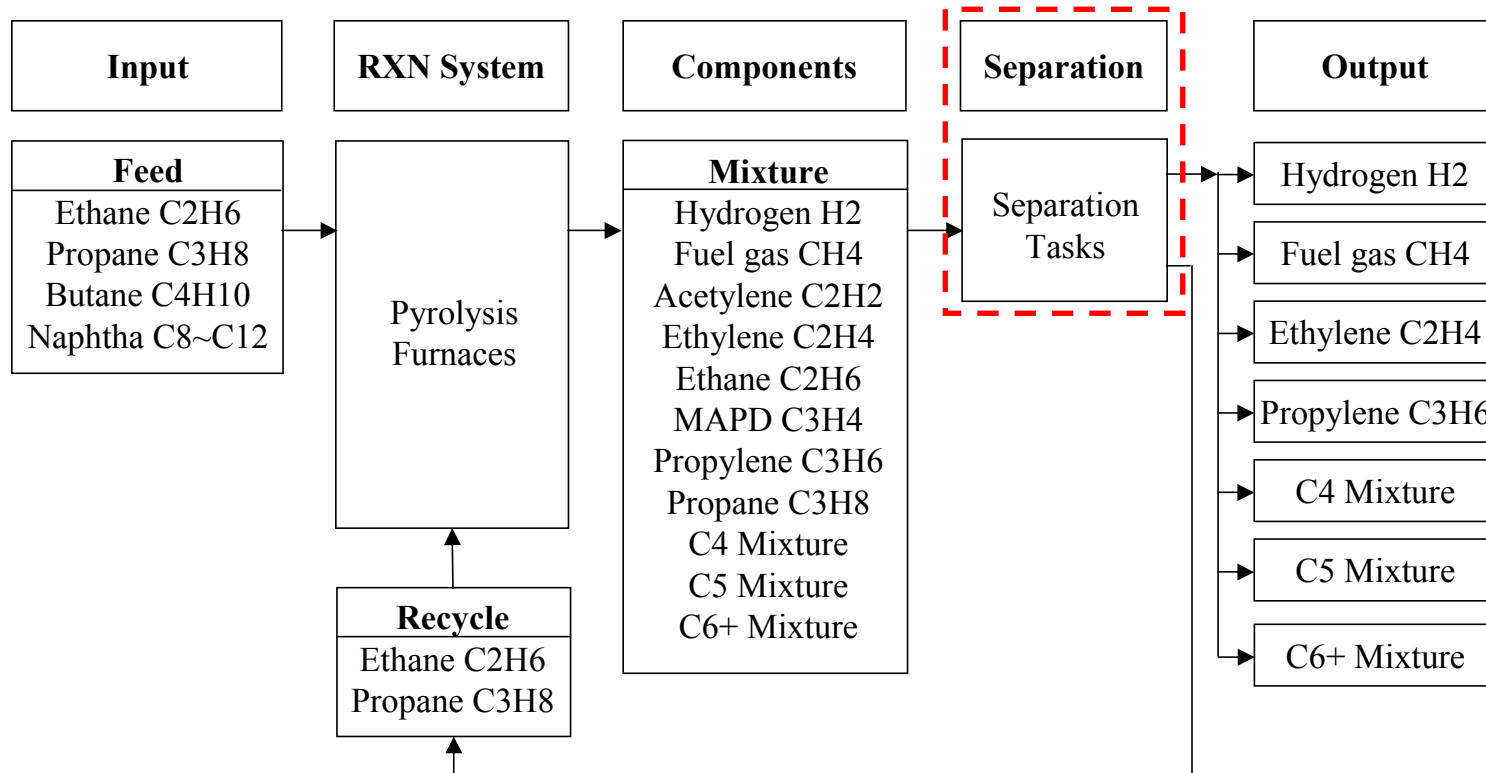 Input
RXN System
Components
Separation
Output
Feed
Ethane C2H6
Propane C3H8
Butane C4H10
Naphtha C8~C12
Pyrolysis
Furnaces
Recycle
Ethane C2H6
Propane C3H8
Mixture
Hydrogen H2
Fuel gas CH4
Acetylene C2H2
Ethylene C2H4
Ethane C2H6
MAPD C3H4
Propylene C3H6
Propane C3H8
C4 Mixture
C5 Mixture
C6+ Mixture
Separation
Tasks
Hydrogen H2
Fuel gas CH4
Ethylene C2H4
Propylene C3H6
C4 Mixture
C5 Mixture
C6+ Mixture